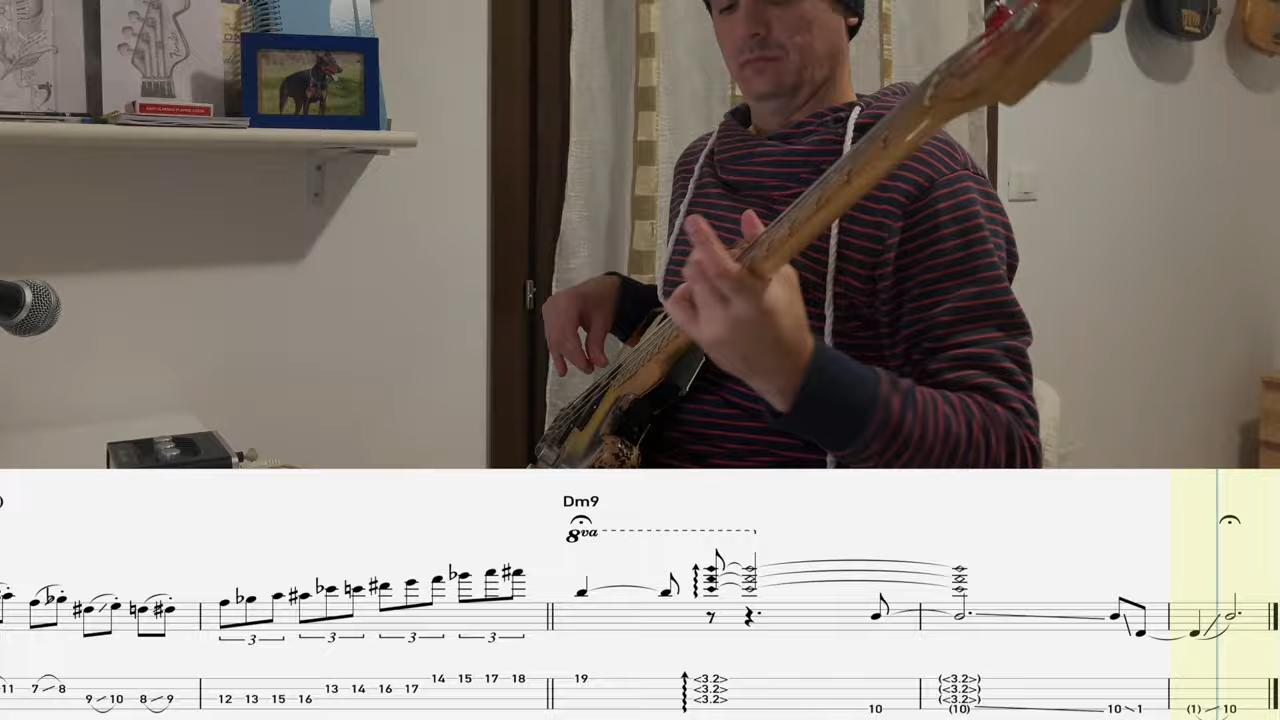 )
Dm9
8va
3 3 3 3
11 7 8 9 10 8 9 12 13 15 16 13 14 16 17 14 15 17 18 19 <3.2> 10 (<3.2>) 10 1 (1) 10
<3.2> (<3.2>)
<3.2> (<3.2>)
(10)